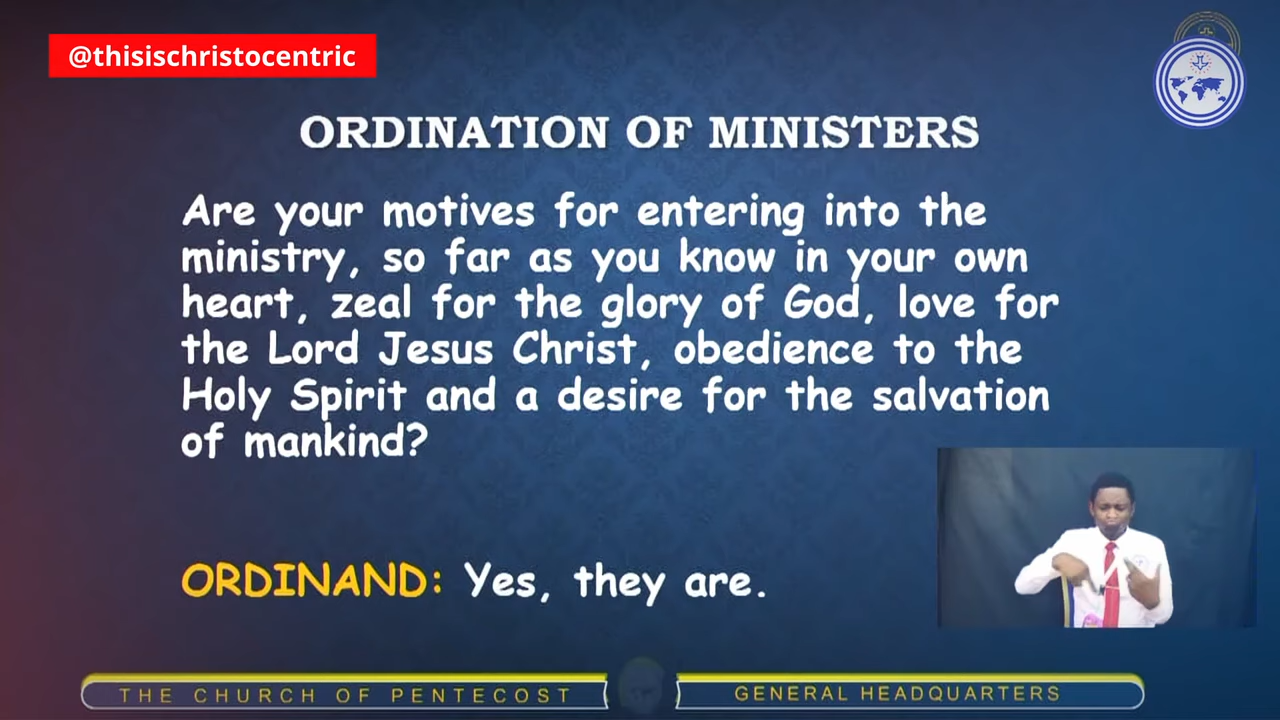 @thisischristocentric
ORDINATION OF MINISTERS
Are your motives for entering into the
ministry, so far as you know in your own
heart, zeal for the glory of God, love for
the Lord Jesus Christ, obedience to the
Holy Spirit and a desire for the salvation
of mankind?
ORDINAND: Yes, they are.
THE CHURCH OF PENTECOST
GENERAL HEADQUARTERS